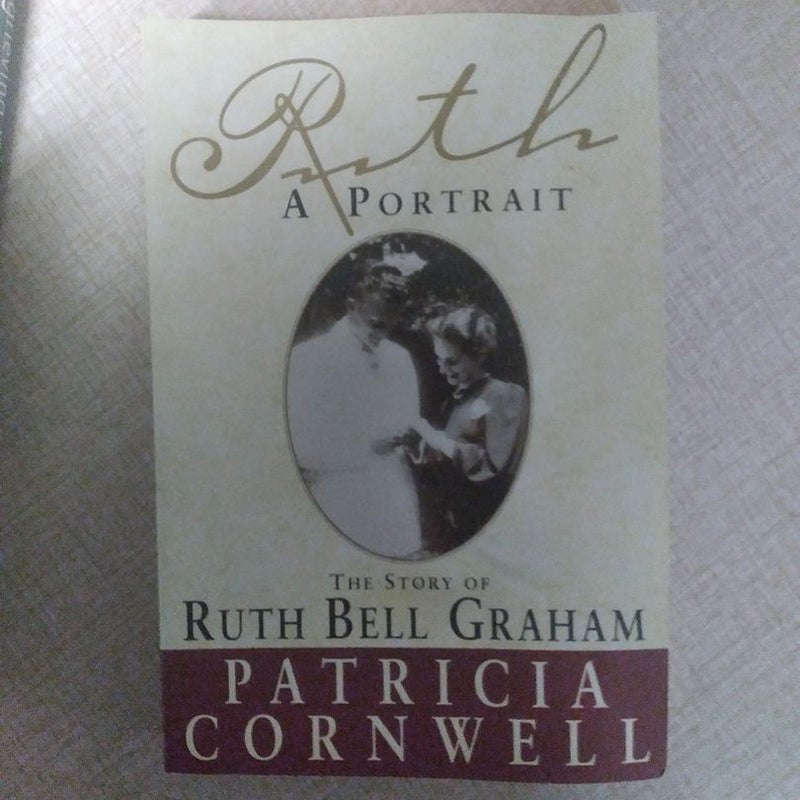 Ruth
A PORTRAIT
THE STORY OF
RUTH BELL GRAHAM
PATRICIA
CORNWELL